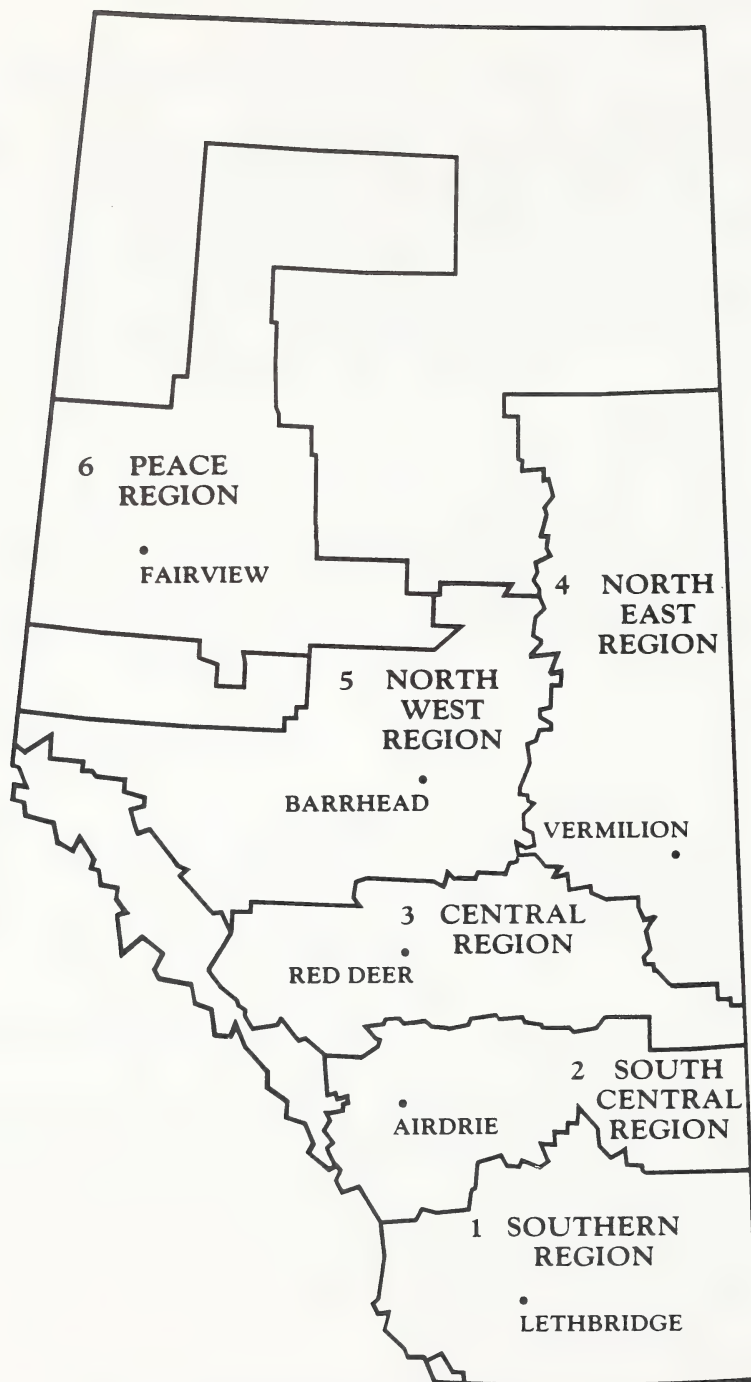 6 PEACE
REGION
FAIRVIEW
4 NORTH
EAST
REGION
5 NORTH
WEST
REGION
BARRHEAD
VERMILION
3 CENTRAL
REGION
RED DEER
2 SOUTH
CENTRAL
REGION
AIRDRIE
1 SOUTHERN
REGION
LETHBRIDGE